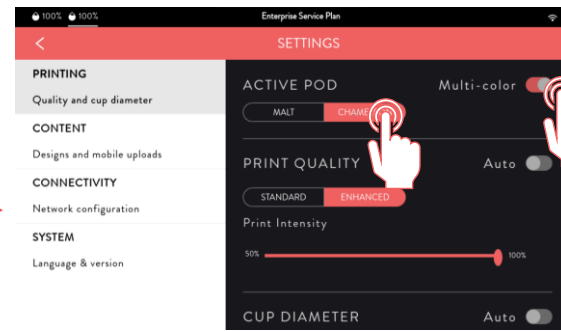 100% 100% Enterprise Service Plan
SETTINGS
PRINTING
Quality and cup diameter
CONTENT
Designs and mobile uploads
CONNECTIVITY
Network configuration
SYSTEM
Language & version
ACTIVE POD Multi-color
MALT
PRINT QUALITY Auto
STANDARD ENHANCED
Print Intensity
50% 100%
CUP DIAMETER Auto